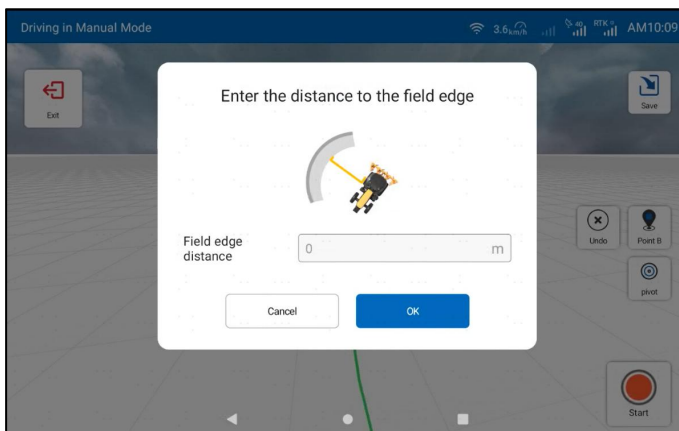 Driving in Manual Mode
3.6km/h
40
RTK
AM10:09
Exit
Enter the distance to the field edge
Save
Field edge
distance
0
m
Undo
Point B
pivot
Cancel
OK
Start